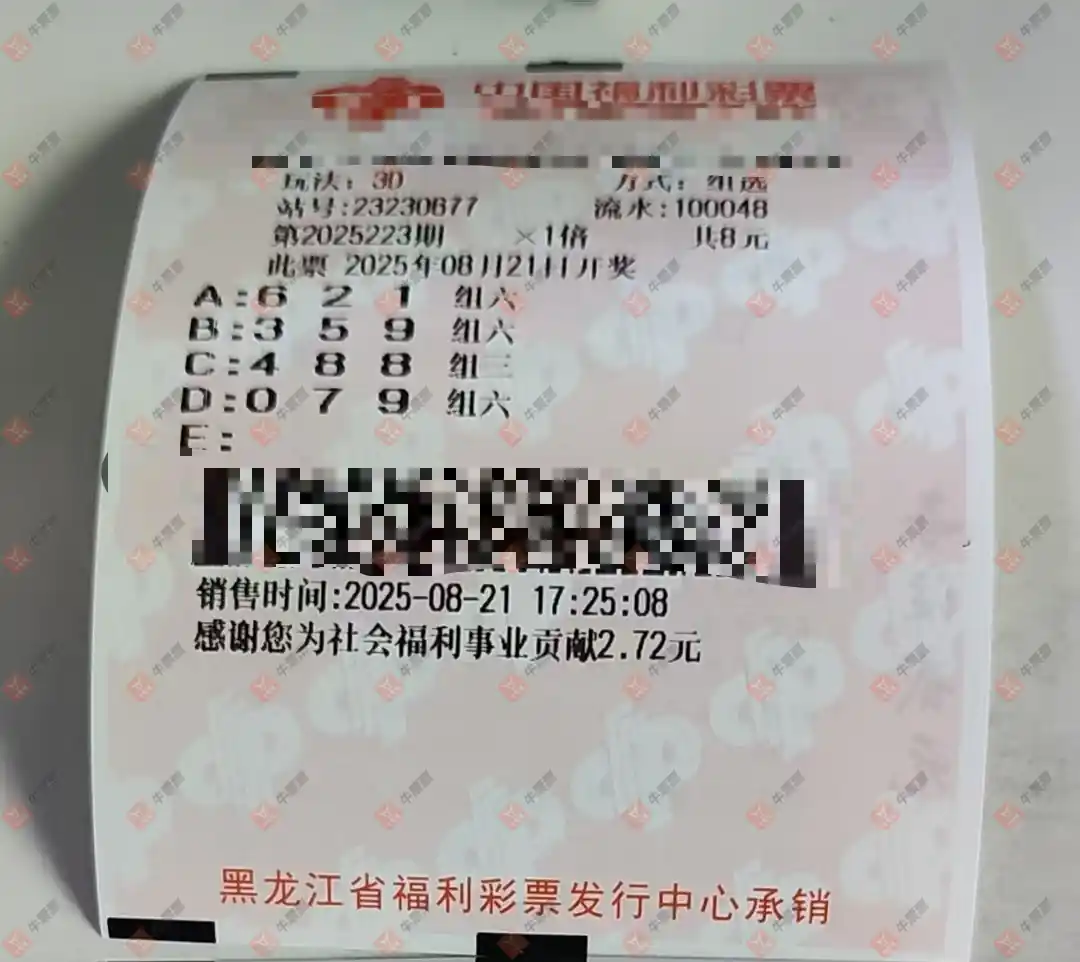 中国福利彩票
玩法: 3D 方式: 组选
站号:23230677 流水:100048
第2025223期 ×1倍 共8元
此票 2025年08月21日开奖
A:6 2 1 组六
B:3 5 9 组六
C:4 8 8 组三
D:0 7 9 组六
E:
销售时间:2025-08-21 17:25:08
感谢您为社会福利事业贡献2.72元
黑龙江省福利彩票发行中心承销
牛票票